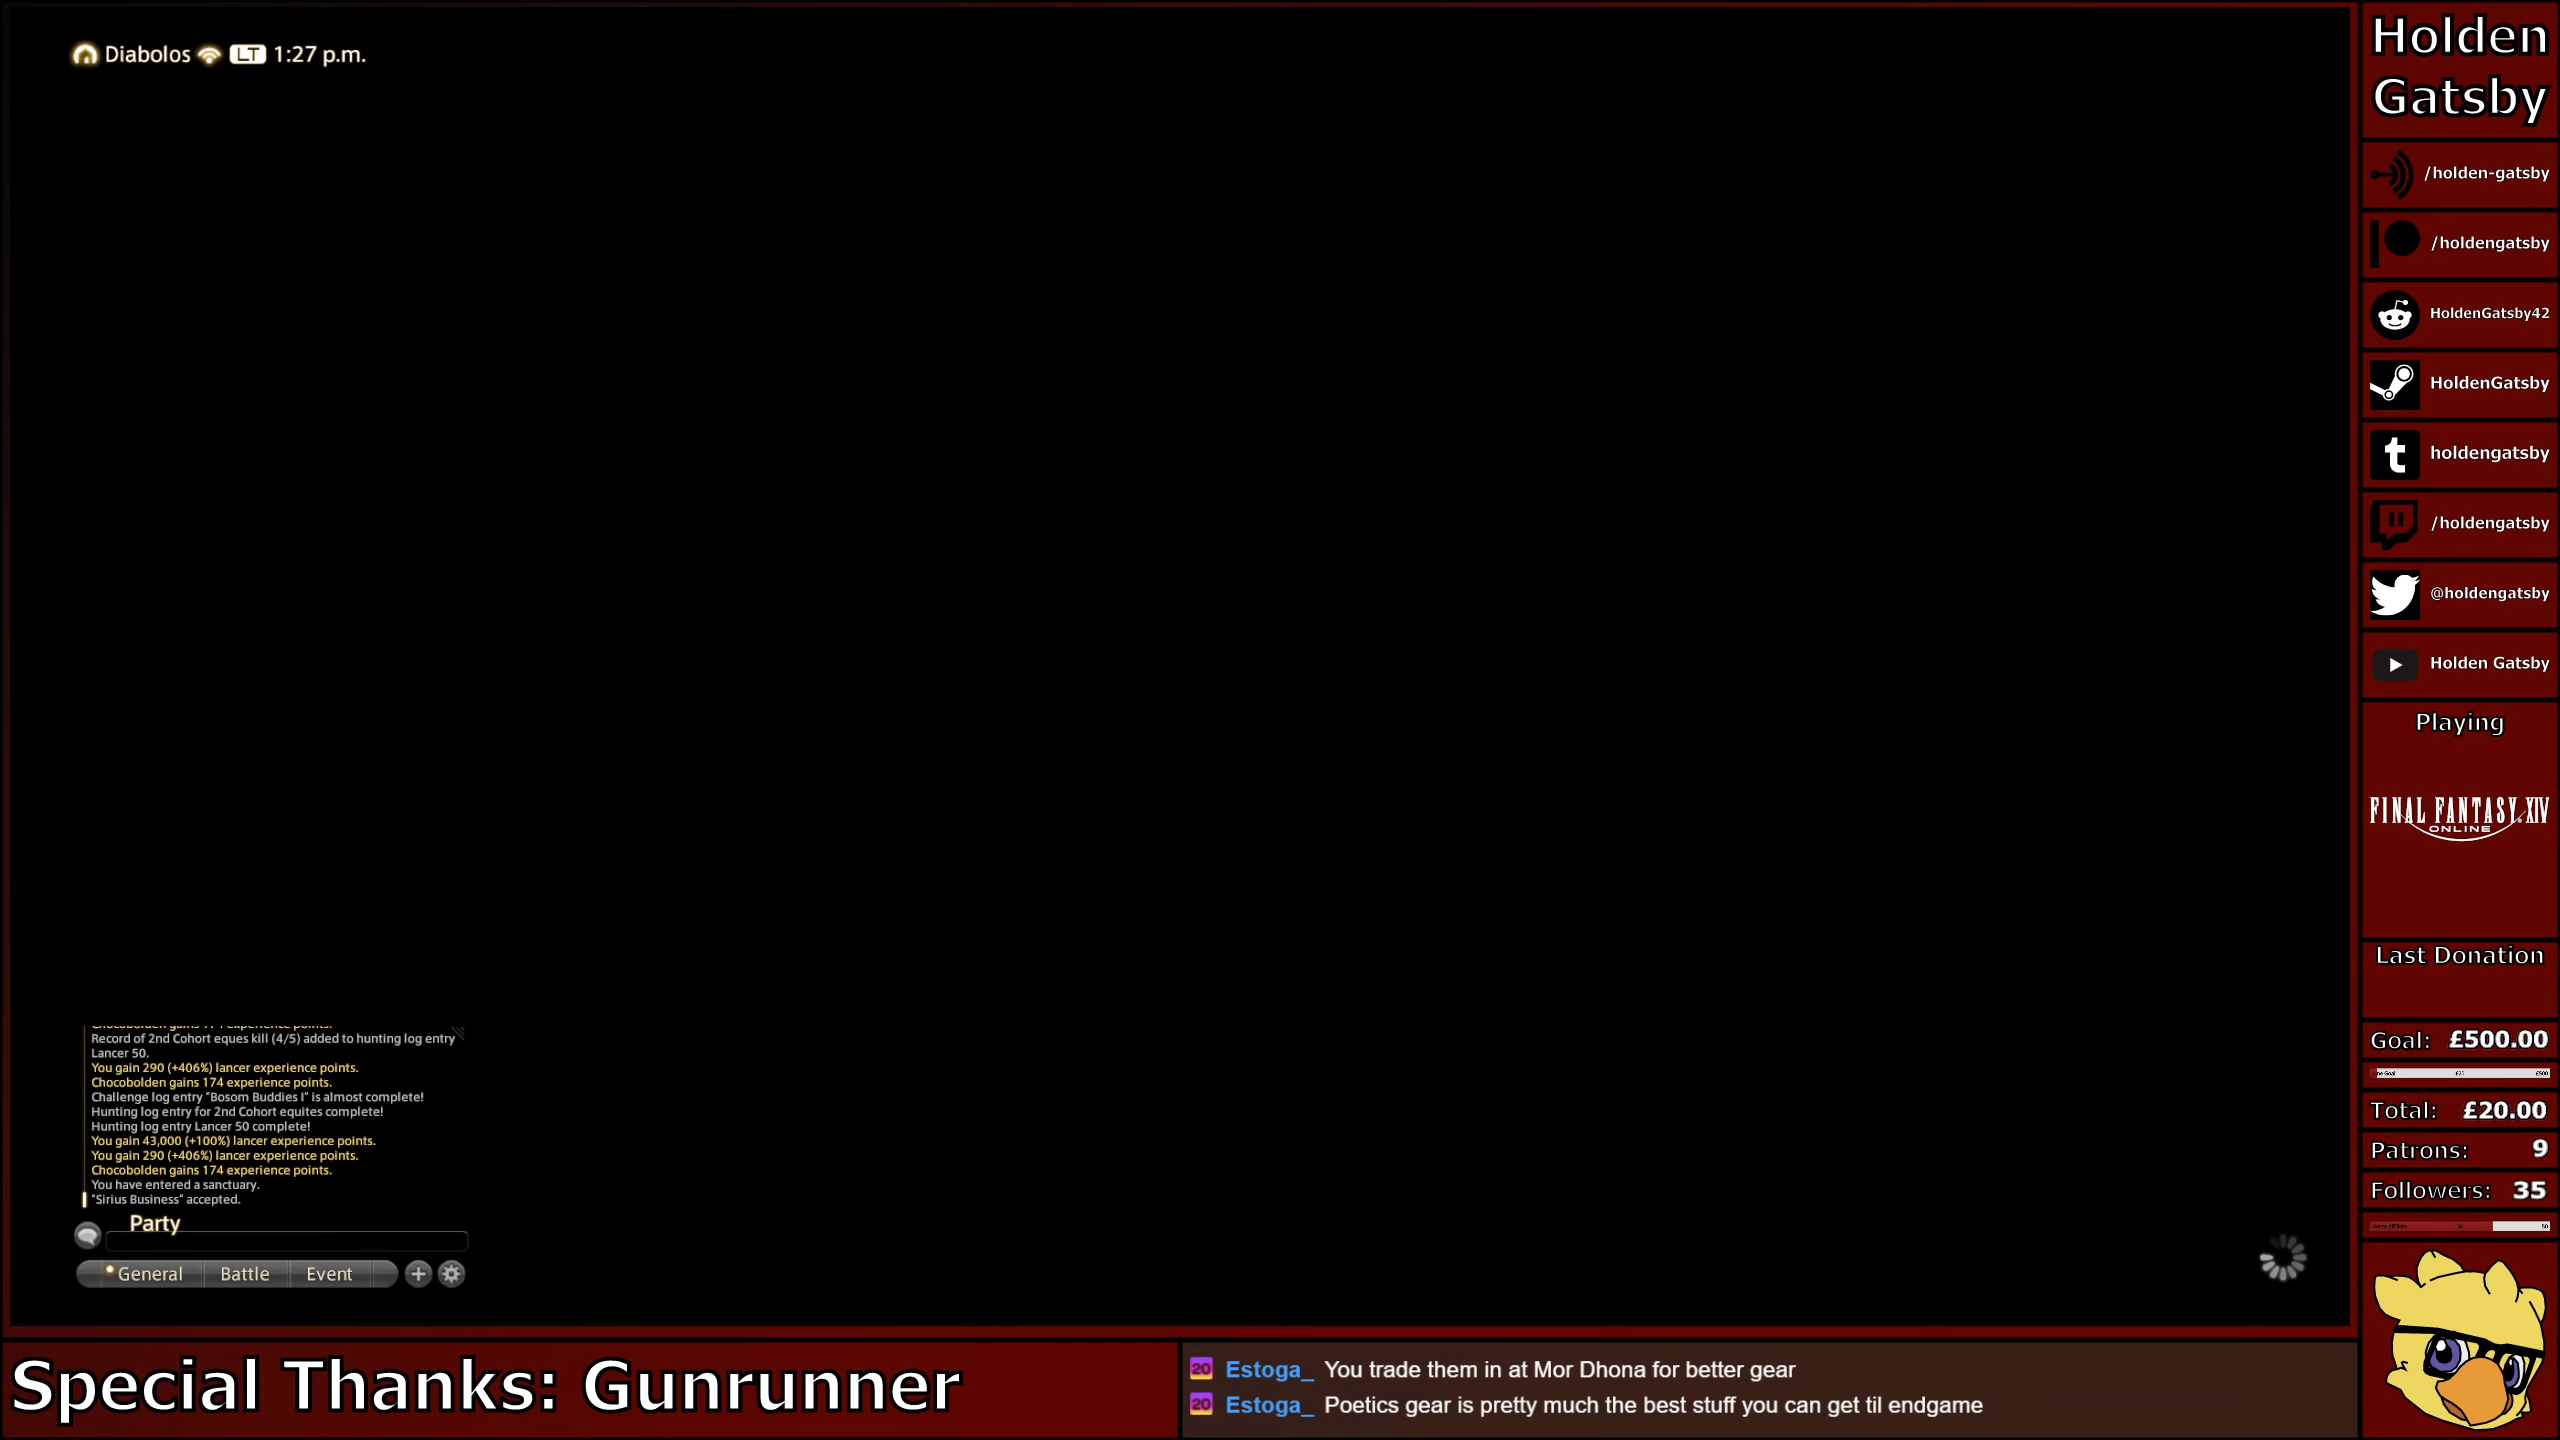 Diabolos LT 1:27 p.m.
Record of 2nd Cohort eques kill (4/5) added to hunting log entry
Lancer 50.
You gain 290 (+406%) lancer experience points.
Chocobolden gains 174 experience points.
Challenge log entry "Bosom Buddies I" is almost complete!
Hunting log entry for 2nd Cohort equites complete!
Hunting log entry Lancer 50 complete!
You gain 43,000 (+100%) lancer experience points.
You gain 290 (+406%) lancer experience points.
Chocobolden gains 174 experience points.
You have entered a sanctuary.
"Sirius Business" accepted.
Party
General Battle Event
Special Thanks: Gunrunner
20 Estoga_ You trade them in at Mor Dhona for better gear
20 Estoga_ Poetics gear is pretty much the best stuff you can get til endgame
Holden
Gatsby
/holden-gatsby
/holdengatsby
HoldenGatsby42
HoldenGatsby
holdengatsby
/holdengatsby
@holdengatsby
Holden Gatsby
Playing
FINAL FANTASY XIV
ONLINE
Last Donation
Goal: £500.00
£500
Total: £20.00
Patrons: 9
Followers: 35
50